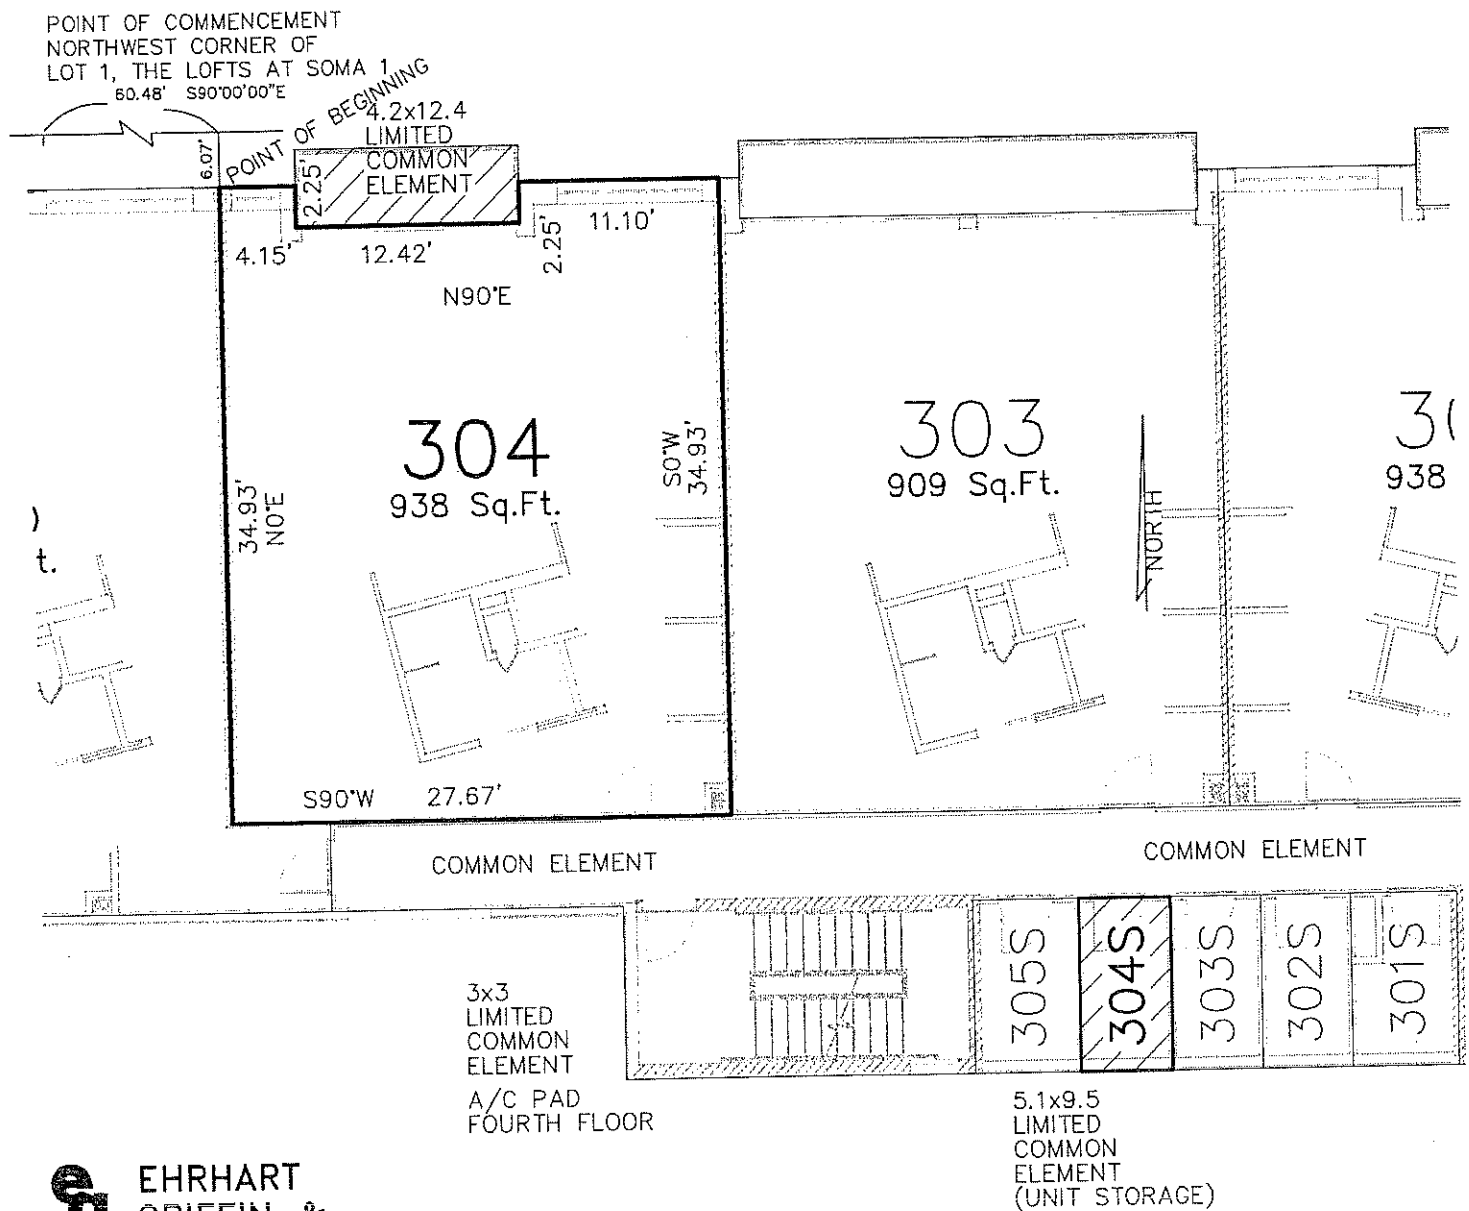 POINT OF COMMENCEMENT
NORTHWEST CORNER OF
LOT 1, THE LOFTS AT SOMA 1
60.48' S90°00'00"E
6.07'
POINT OF BEGINNING
4.2x12.4
LIMITED
COMMON
ELEMENT
2.25'
4.15'
12.42'
2.25'
11.10'
N90°E
304
938 Sq.Ft.
34.93'
N0°E
S0°W
34.93'
303
909 Sq.Ft.
NORTH
938
)
t.
S90°W 27.67'
COMMON ELEMENT
COMMON ELEMENT
305S
304S
303S
302S
301S
3x3
LIMITED
COMMON
ELEMENT
A/C PAD
FOURTH FLOOR
5.1x9.5
LIMITED
COMMON
ELEMENT
(UNIT STORAGE)
EHRHART
GRIFFIN &